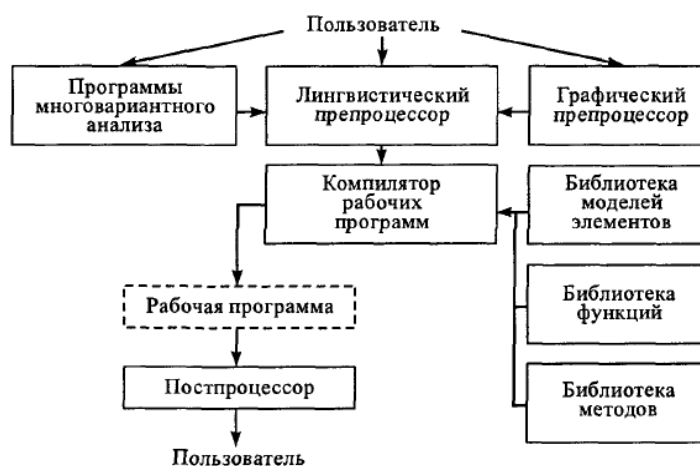 Пользователь
Программы
многовариантного
анализа
Лингвистический
препроцессор
Графический
препроцессор
Компилятор
рабочих
программ
Библиотека
моделей
элементов
Рабочая программа
Библиотека
функций
Постпроцессор
Библиотека
методов
Пользователь